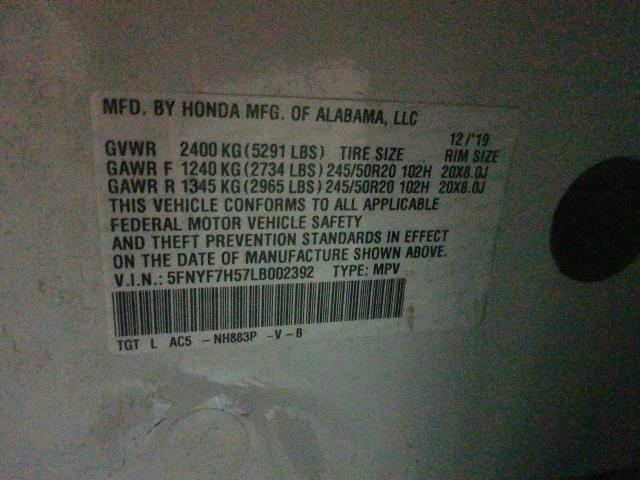 MFD. BY HONDA MFG. OF ALABAMA, LLC
12/'19
GVWR 2400 KG (5291 LBS) TIRE SIZE RIM SIZE
GAWR F 1240 KG (2734 LBS) 245/50R20 102H 20X8.0J
GAWR R 1345 KG (2965 LBS) 245/50R20 102H 20X8.0J
THIS VEHICLE CONFORMS TO ALL APPLICABLE
FEDERAL MOTOR VEHICLE SAFETY
AND THEFT PREVENTION STANDARDS IN EFFECT
ON THE DATE OF MANUFACTURE SHOWN ABOVE.
V.I.N.: 5FNYF7H57LB002392 TYPE: MPV
TGT L AC5 -NH883P -V-B